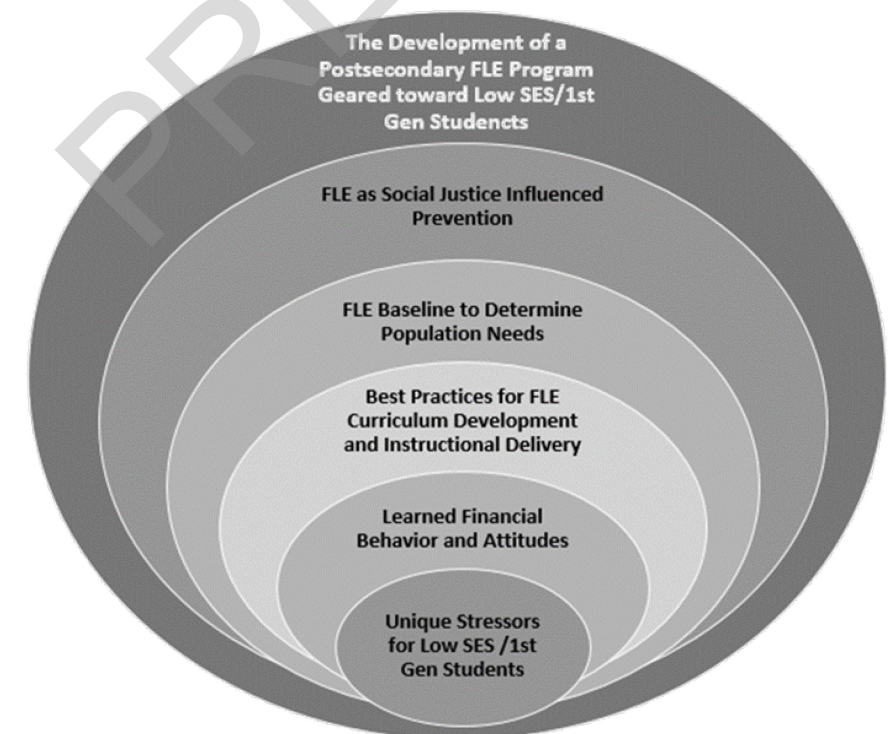 PRE
The Development of a
Postsecondary FLE Program
Geared toward Low SES/1st
Gen Studencts
FLE as Social Justice Influenced
Prevention
FLE Baseline to Determine
Population Needs
Best Practices for FLE
Curriculum Development
and Instructional Delivery
Learned Financial
Behavior and Attitudes
Unique Stressors
for Low SES /1st
Gen Students